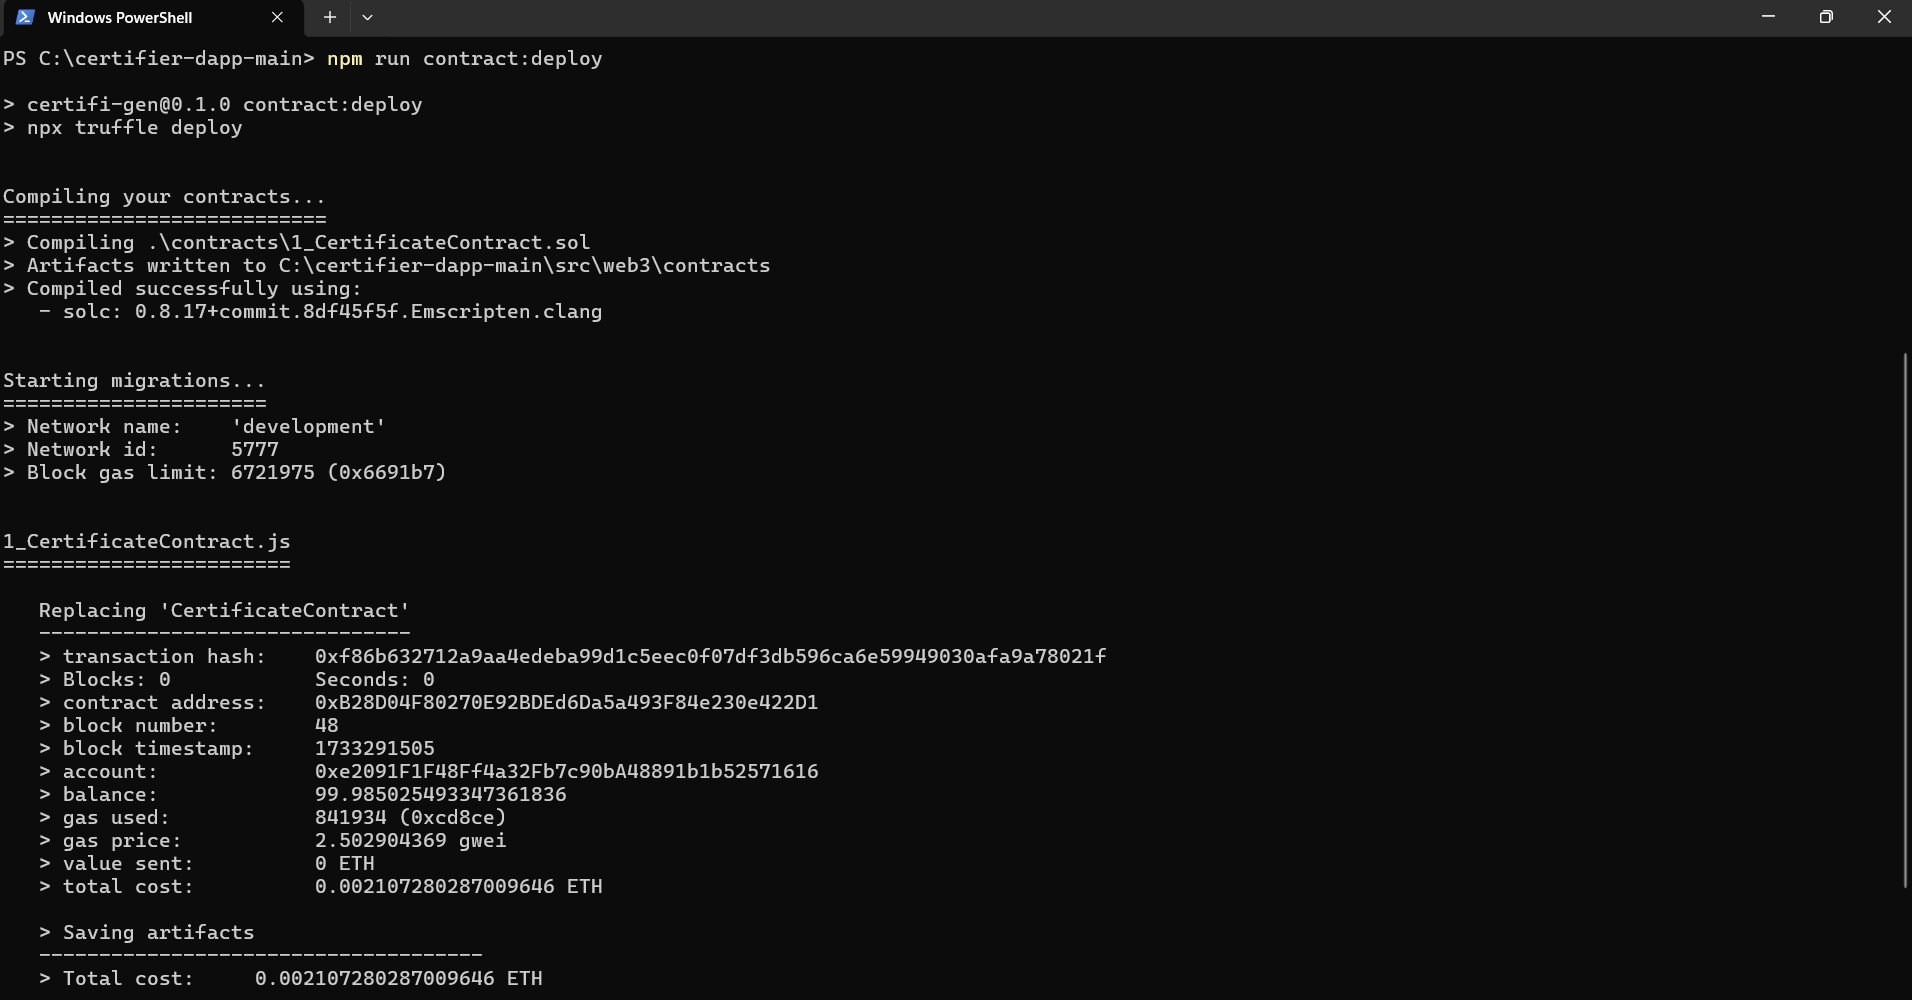 Windows PowerShell
PS C:\certifier-dapp-main> npm run contract:deploy
> certifi-gen@0.1.0 contract:deploy
> npx truffle deploy
Compiling your contracts...
===========================
> Compiling .\contracts\1_CertificateContract.sol
> Artifacts written to C:\certifier-dapp-main\src\web3\contracts
> Compiled successfully using:
   - solc: 0.8.17+commit.8df45f5f.Emscripten.clang
Starting migrations...
======================
> Network name:    'development'
> Network id:      5777
> Block gas limit: 6721975 (0x6691b7)
1_CertificateContract.js
========================
   Replacing 'CertificateContract'
   -------------------------------
   > transaction hash:    0xf86b632712a9aa4edeba99d1c5eec0f07df3db596ca6e59949030afa9a78021f
   > Blocks: 0            Seconds: 0
   > contract address:    0xB28D04F80270E92BDEd6Da5a493F84e230e422D1
   > block number:        48
   > block timestamp:     1733291505
   > account:             0xe2091F1F48Ff4a32Fb7c90bA48891b1b52571616
   > balance:             99.985025493347361836
   > gas used:            841934 (0xcd8ce)
   > gas price:           2.502904369 gwei
   > value sent:          0 ETH
   > total cost:          0.002107280287009646 ETH
   > Saving artifacts
   -------------------------------------
   > Total cost:     0.002107280287009646 ETH